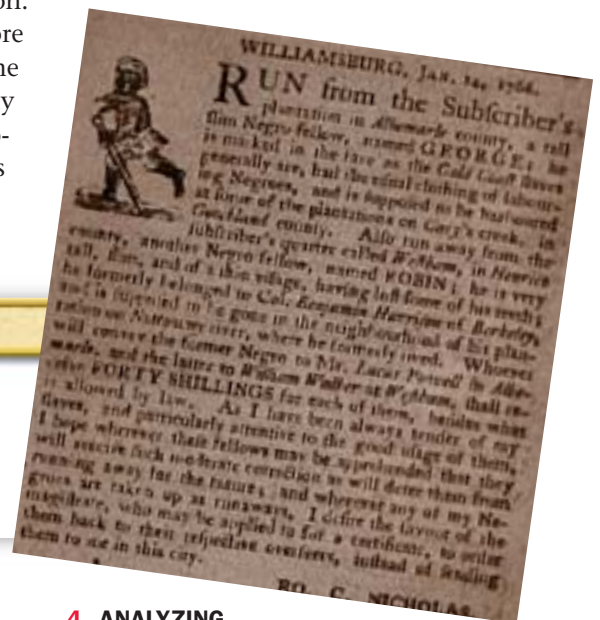 on.
ore
he
y
o-
s
WILLIAMSBURG, JAN. 14, 1766.
RUN from the Subſcriber's
plantation in Albemarle county, a tall
ſlim Negro fellow, named GEORGE; he
is marked in the face as the Gold Coaſt ſlaves
generally are, had the uſual clothing of labour-
ing Negroes, and is ſuppoſed to be harboured
at ſome of the plantations on creek, in
Goochland county. Alſo run away from the
ſubſcriber's quarter called Weſtham, in Henrico
county, another Negro fellow, named ROBIN; he is very
tall, ſlim, and of a thin viſage, having loſt ſome of his teeth;
he formerly belonged to Col. Benjamin Harriſon of Berkeley,
and is ſuppoſed to be gone in the neighbourhood of his plan-
tation on Nottoway river, where he formerly lived. Whoever
will convey the former Negro to Mr. Lucas Powell in Albe-
marle, and the latter to William Walker at Weſtham, ſhall re-
ceive FORTY SHILLINGS for each of them, beſides what
is allowed by law. As I have been always tender of my
ſlaves, and particularly attentive to the good uſage of them,
I hope wherever theſe fellows may be apprehended that they
will receive ſuch moderate correction as will deter them from
running away for the future; and wherever any of my Ne-
groes are taken up as runaways, I deſire the favour of the
magiſtrate, who may be applied to for a certificate, to order
them back to their reſpective overſeers, inſtead of ſending
them to me in this city.
RO. C. NICHOLAS
4 ANALYZING